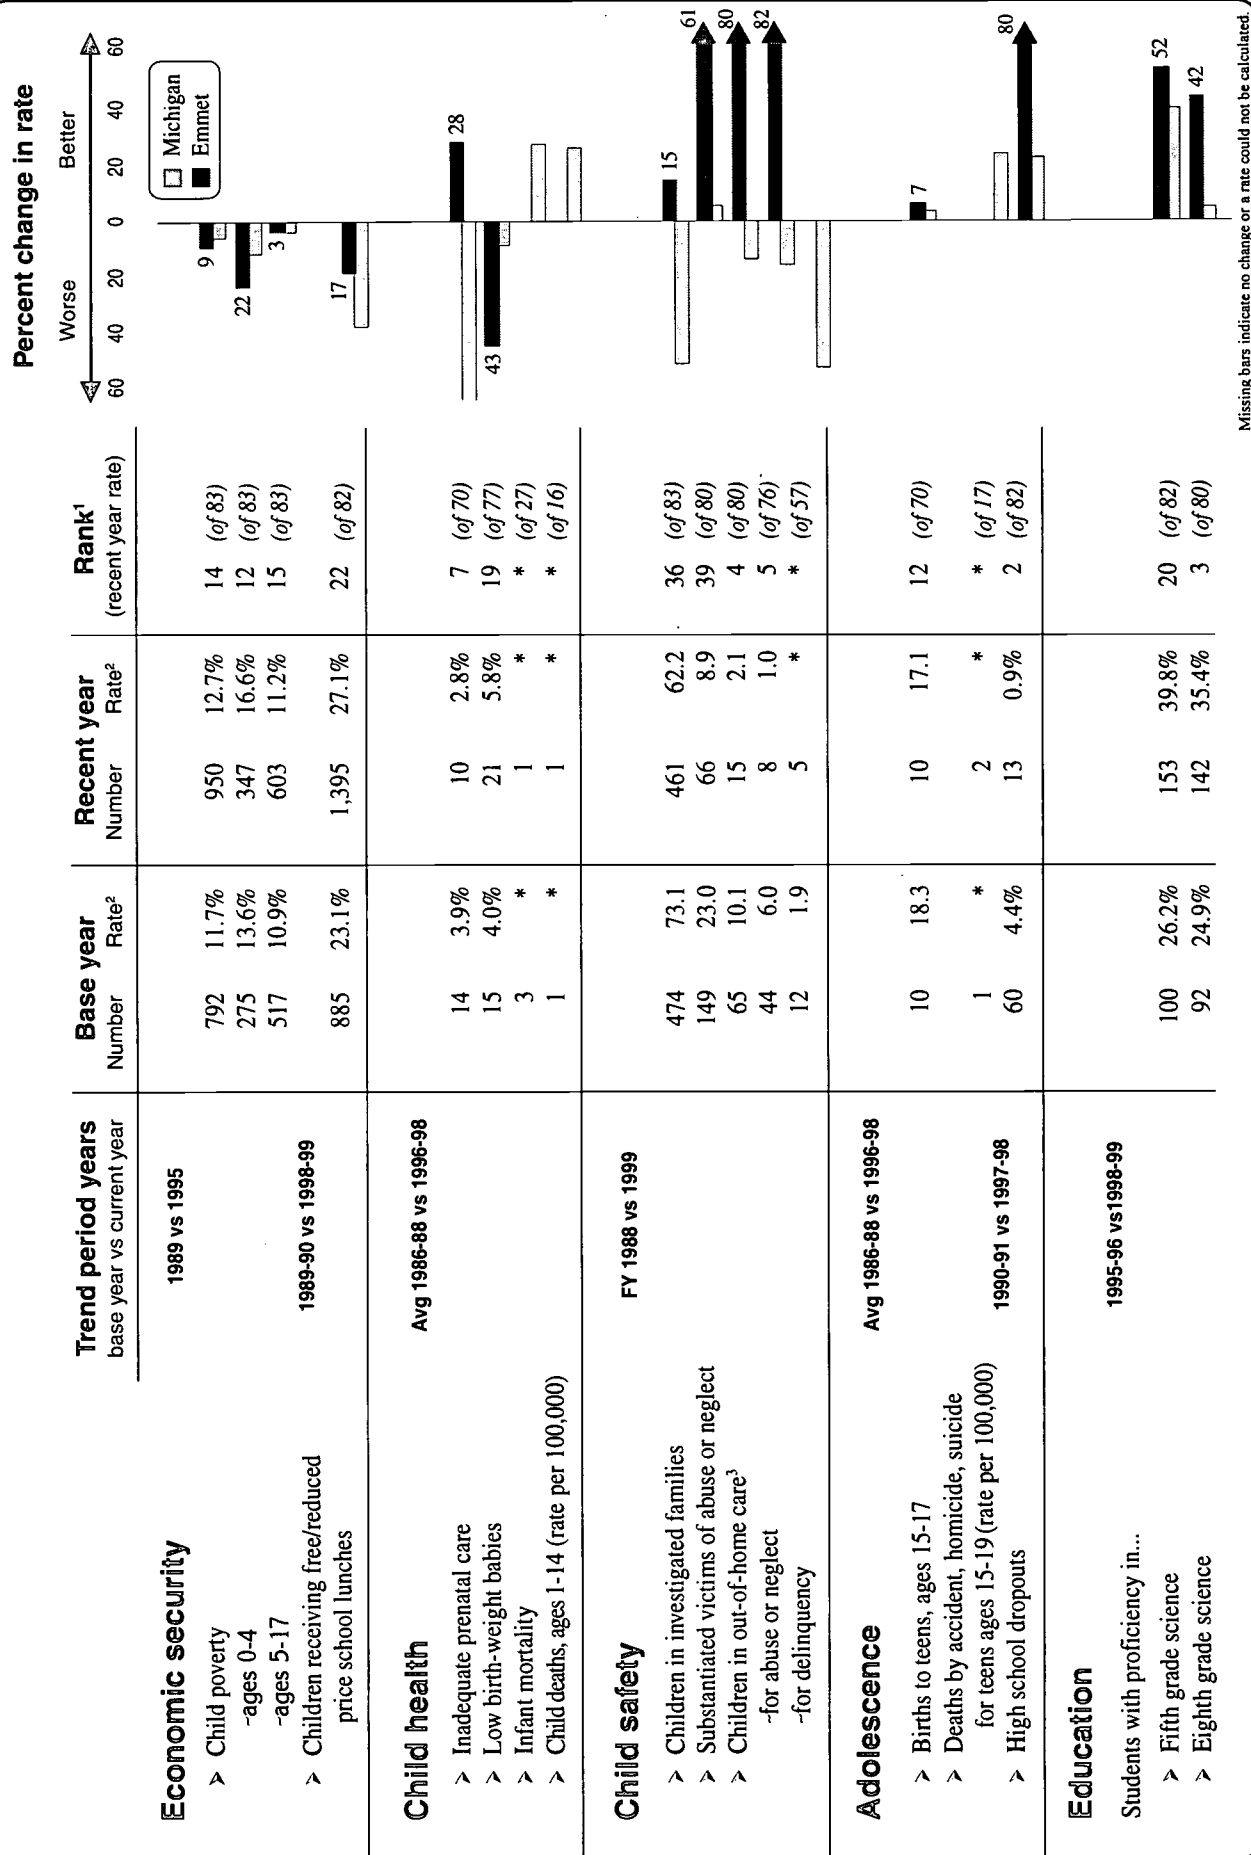 Trend period years
base year vs current year
Base year
Number Rate²
Recent year
Number Rate²
Rank¹
(recent year rate)
Percent change in rate
Worse Better
60 40 20 0 20 40 60
Michigan
Emmet
Economic security
1989 vs 1995
➢ Child poverty 792 11.7% 950 12.7% 14 (of 83) 9
-ages 0-4 275 13.6% 347 16.6% 12 (of 83) 22
-ages 5-17 517 10.9% 603 11.2% 15 (of 83) 3
➢ Children receiving free/reduced 1989-90 vs 1998-99
price school lunches 885 23.1% 1,395 27.1% 22 (of 82) 17
Child health
Avg 1986-88 vs 1996-98
➢ Inadequate prenatal care 14 3.9% 10 2.8% 7 (of 70) 28
➢ Low birth-weight babies 15 4.0% 21 5.8% 19 (of 77) 43
➢ Infant mortality 3 * 1 * * (of 27)
➢ Child deaths, ages 1-14 (rate per 100,000) 1 * 1 * * (of 16)
Child safety
FY 1988 vs 1999
➢ Children in investigated families 474 73.1 461 62.2 36 (of 83) 15
➢ Substantiated victims of abuse or neglect 149 23.0 66 8.9 39 (of 80) 61
➢ Children in out-of-home care³ 65 10.1 15 2.1 4 (of 80) 80
-for abuse or neglect 44 6.0 8 1.0 5 (of 76) 82
-for delinquency 12 1.9 5 * * (of 57)
Adolescence
Avg 1986-88 vs 1996-98
➢ Births to teens, ages 15-17 10 18.3 10 17.1 12 (of 70) 7
➢ Deaths by accident, homicide, suicide
for teens ages 15-19 (rate per 100,000) 1 * 2 * * (of 17)
➢ High school dropouts 1990-91 vs 1997-98 60 4.4% 13 0.9% 2 (of 82) 80
Education
Students with proficiency in... 1995-96 vs1998-99
➢ Fifth grade science 100 26.2% 153 39.8% 20 (of 82) 52
➢ Eighth grade science 92 24.9% 142 35.4% 3 (of 80) 42
Missing bars indicate no change or a rate could not be calculated.